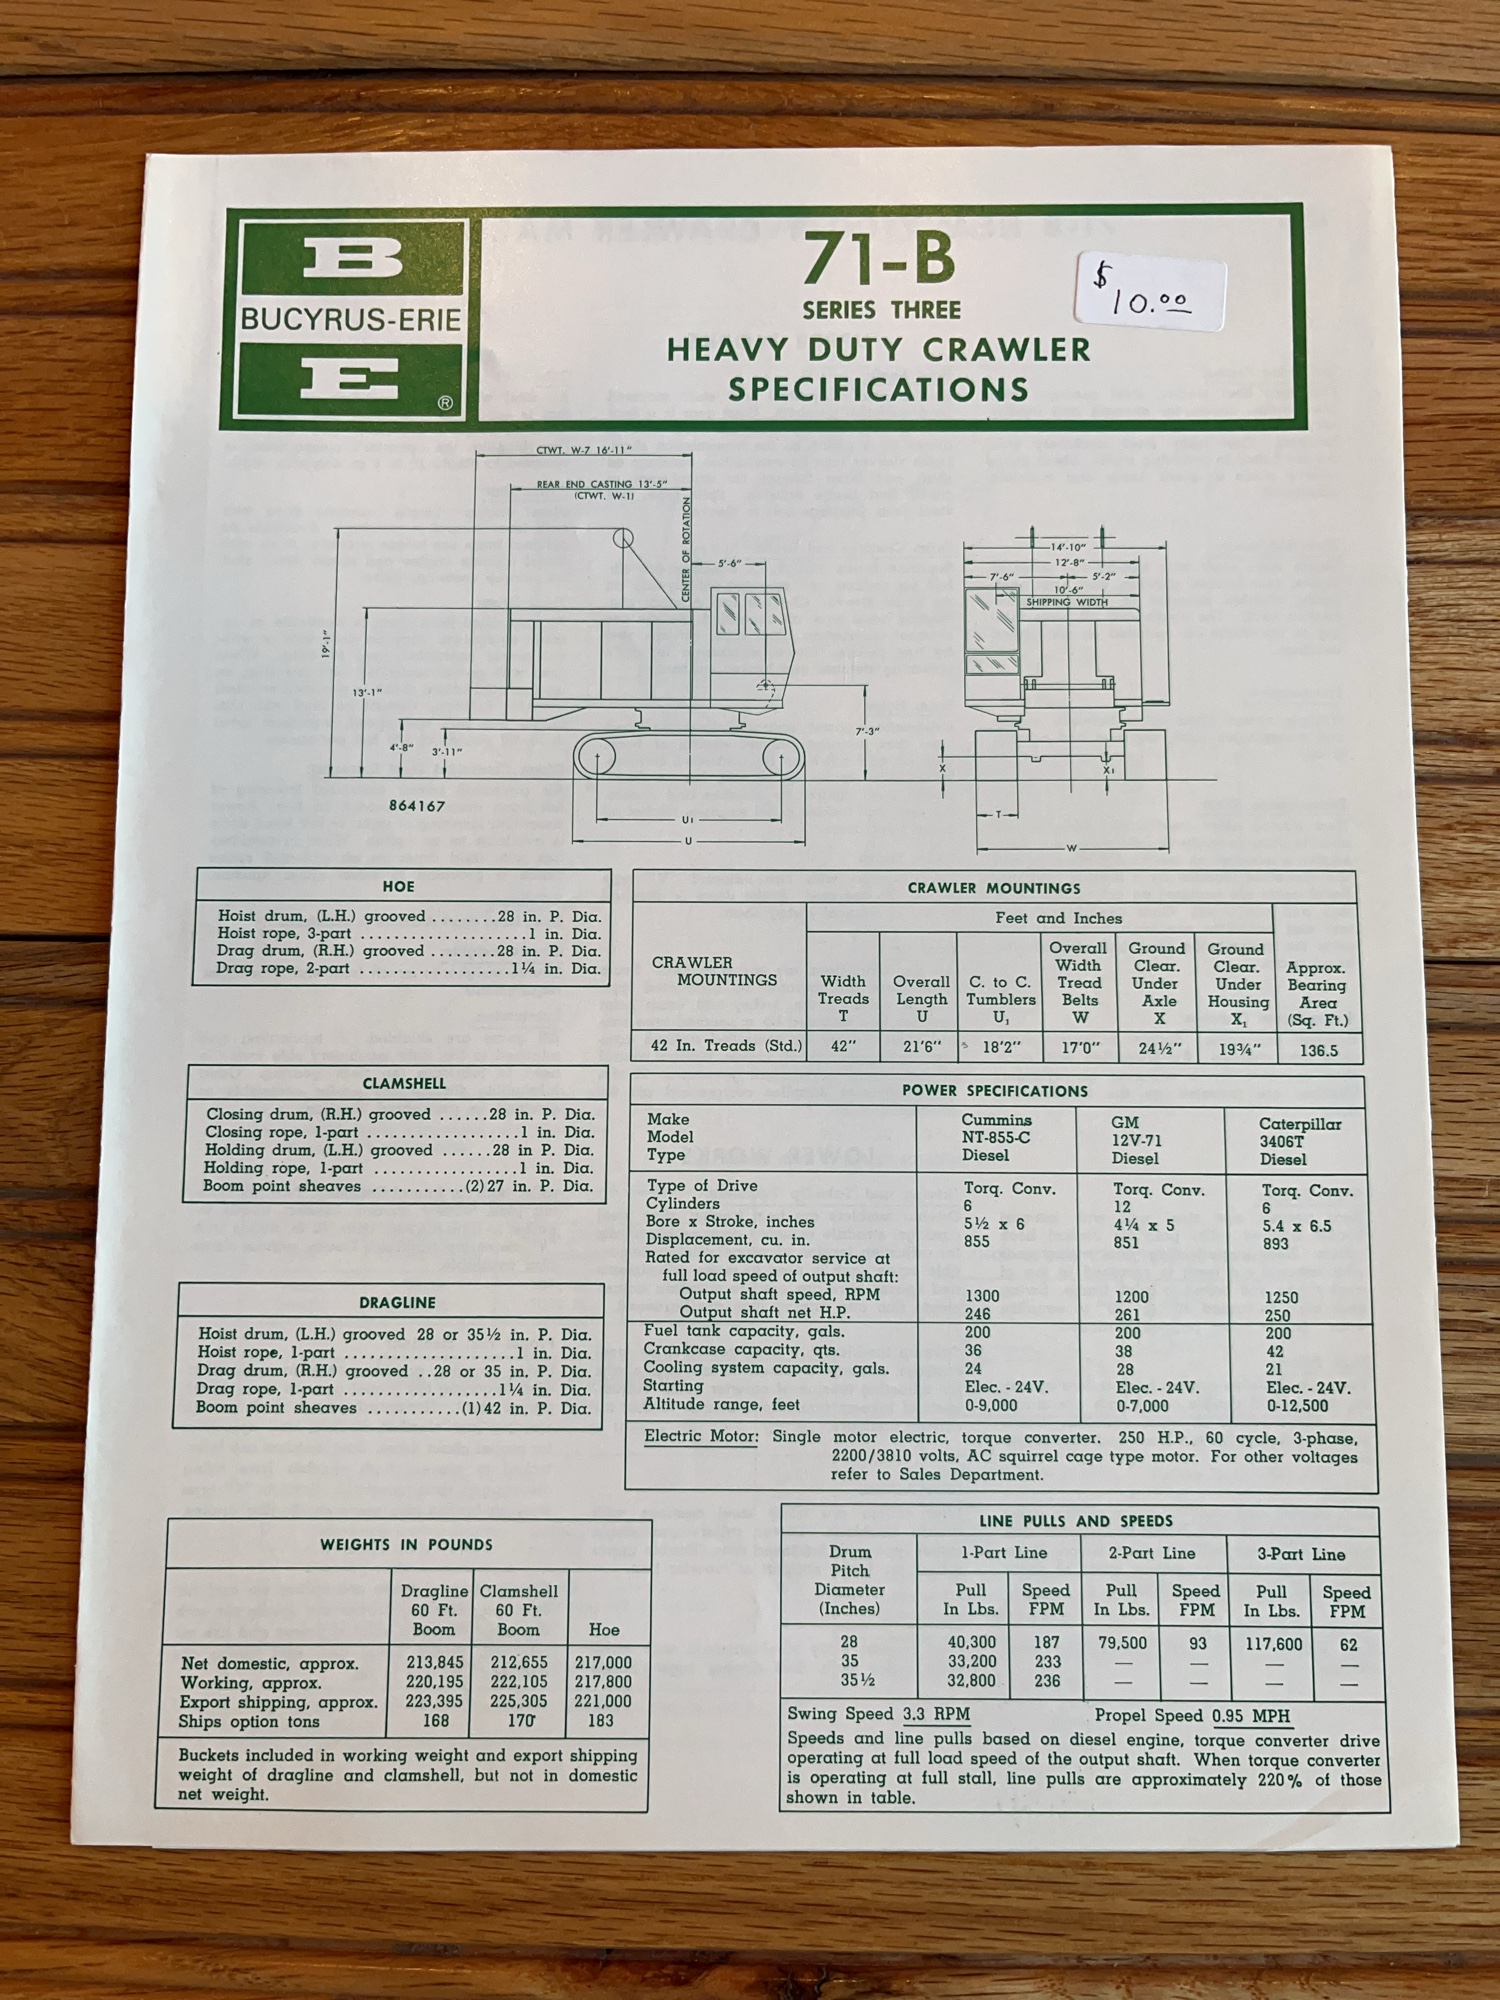 B
BUCYRUS-ERIE
E
®
71-B
SERIES THREE
HEAVY DUTY CRAWLER
SPECIFICATIONS
$ 10.00
CTWT. W-7 16'-11"
REAR END CASTING 13'-5"
(CTWT. W-1)
CENTER OF ROTATION
5'-6"
19'-1"
13'-1"
4'-8"
3'-11"
7'-3"
864167
U1
U
14'-10"
12'-8"
7'-6" 5'-2"
10'-6"
SHIPPING WIDTH
X
X1
T
W
HOE
Hoist drum, (L.H.) grooved ........28 in. P. Dia.
Hoist rope, 3-part .....................1 in. Dia.
Drag drum, (R.H.) grooved ........28 in. P. Dia.
Drag rope, 2-part ...................1¼ in. Dia.
CLAMSHELL
Closing drum, (R.H.) grooved ......28 in. P. Dia.
Closing rope, 1-part ...................1 in. Dia.
Holding drum, (L.H.) grooved ......28 in P. Dia.
Holding rope, 1-part ..................1 in. Dia.
Boom point sheaves ...........(2) 27 in. P. Dia.
DRAGLINE
Hoist drum, (L.H.) grooved 28 or 35½ in. P. Dia.
Hoist rope, 1-part .....................1 in. Dia.
Drag drum, (R.H.) grooved ..28 or 35 in. P. Dia.
Drag rope, 1-part ...................1¼ in. Dia.
Boom point sheaves ...........(1) 42 in. P. Dia.
CRAWLER MOUNTINGS
Feet and Inches
CRAWLER
MOUNTINGS
Width
Treads
T
Overall
Length
U
C. to C.
Tumblers
U1
Overall
Width
Tread
Belts
W
Ground
Clear.
Under
Axle
X
Ground
Clear.
Under
Housing
X1
Approx.
Bearing
Area
(Sq. Ft.)
42 In. Treads (Std.) 42" 21'6" 18'2" 17'0" 24½" 19¾" 136.5
POWER SPECIFICATIONS
Make Cummins GM Caterpillar
Model NT-855-C 12V-71 3406T
Type Diesel Diesel Diesel
Type of Drive Torq. Conv. Torq. Conv. Torq. Conv.
Cylinders 6 12 6
Bore x Stroke, inches 5½ x 6 4¼ x 5 5.4 x 6.5
Displacement, cu. in. 855 851 893
Rated for excavator service at
full load speed of output shaft:
Output shaft speed, RPM 1300 1200 1250
Output shaft net H.P. 246 261 250
Fuel tank capacity, gals. 200 200 200
Crankcase capacity, qts. 36 38 42
Cooling system capacity, gals. 24 28 21
Starting Elec. - 24V. Elec. - 24V. Elec. - 24V.
Altitude range, feet 0-9,000 0-7,000 0-12,500
Electric Motor: Single motor electric, torque converter. 250 H.P., 60 cycle, 3-phase,
2200/3810 volts, AC squirrel cage type motor. For other voltages
refer to Sales Department.
WEIGHTS IN POUNDS
Dragline
60 Ft.
Boom
Clamshell
60 Ft.
Boom
Hoe
Net domestic, approx. 213,845 212,655 217,000
Working, approx. 220,195 222,105 217,800
Export shipping, approx. 223,395 225,305 221,000
Ships option tons 168 170 183
Buckets included in working weight and export shipping
weight of dragline and clamshell, but not in domestic
net weight.
LINE PULLS AND SPEEDS
Drum
Pitch
Diameter
(Inches)
1-Part Line 2-Part Line 3-Part Line
Pull
In Lbs.
Speed
FPM
Pull
In Lbs.
Speed
FPM
Pull
In Lbs.
Speed
FPM
28 40,300 187 79,500 93 117,600 62
35 33,200 233 — — — —
35½ 32,800 236 — — — —
Swing Speed 3.3 RPM Propel Speed 0.95 MPH
Speeds and line pulls based on diesel engine, torque converter drive
operating at full load speed of the output shaft. When torque converter
is operating at full stall, line pulls are approximately 220% of those
shown in table.